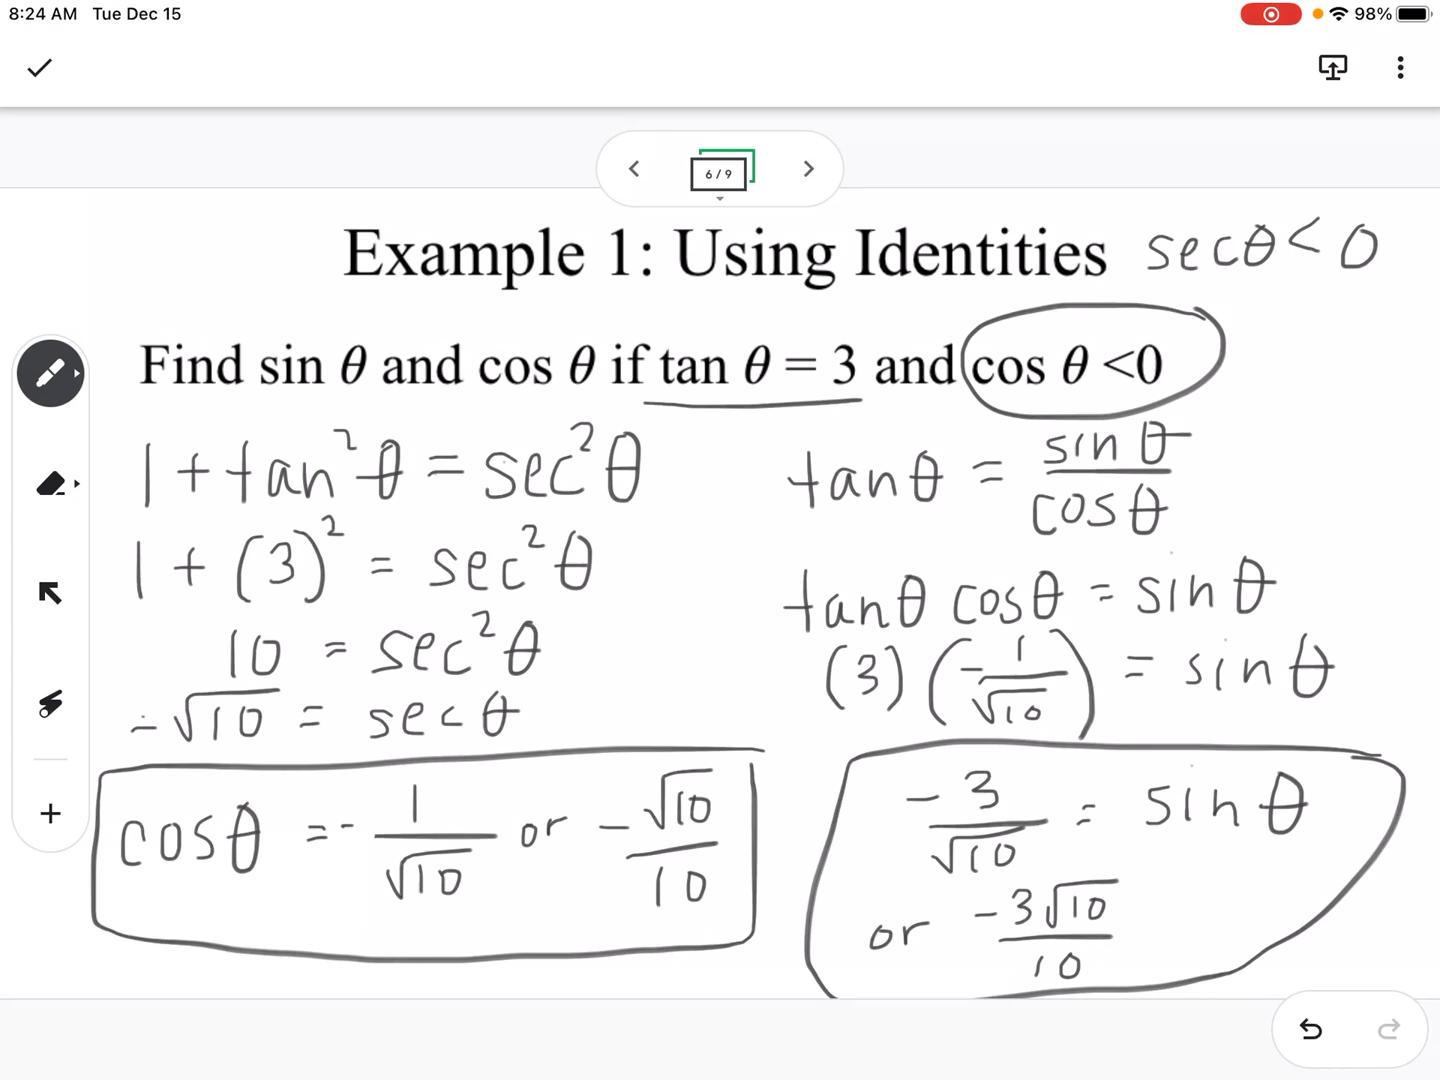 8:24 AM Tue Dec 15 98%
6 / 9
Example 1: Using Identities secθ < 0
Find sin θ and cos θ if tan θ = 3 and cos θ <0
1 + tan²θ = sec²θ
1 + (3)² = sec²θ
10 = sec²θ
-√10 = secθ
cosθ = - 1/√10 or - √10/10
tanθ = sinθ/cosθ
tanθ cosθ = sinθ
(3)(-1/√10) = sinθ
-3/√10 = sinθ
or -3√10/10